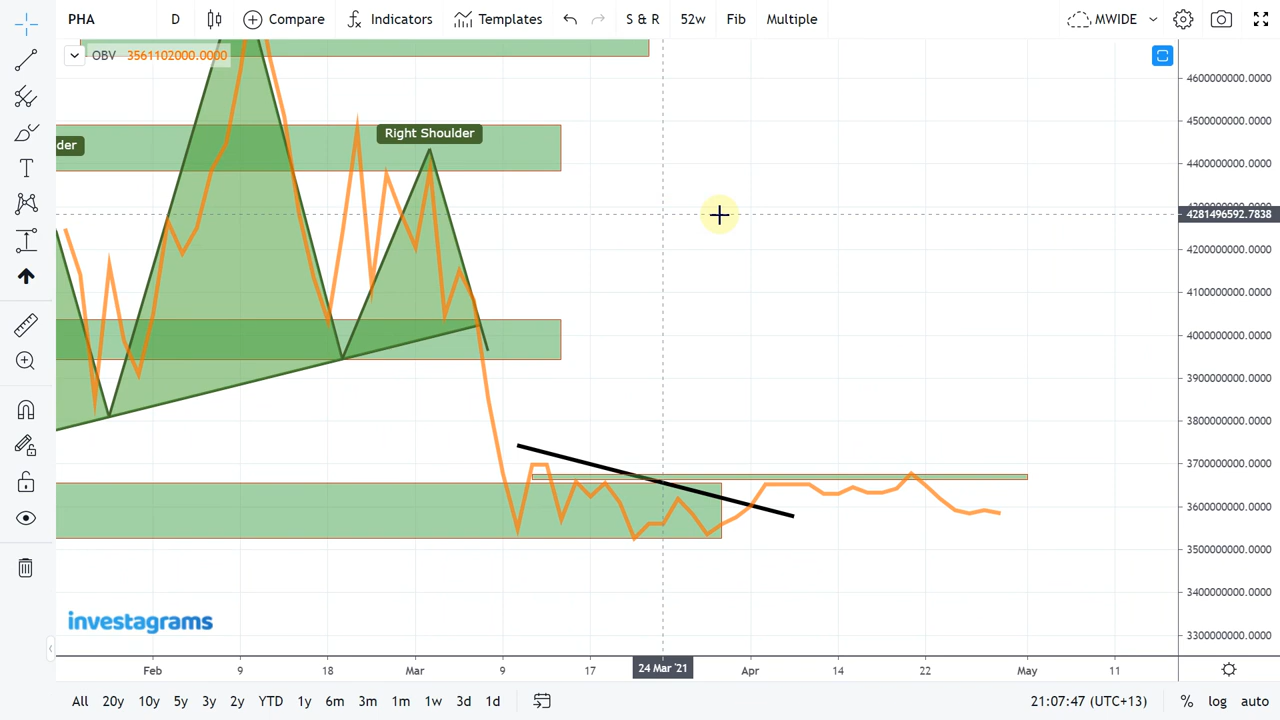 PHA D Compare Indicators Templates S & R 52w Fib Multiple MWIDE
OBV 3561102000.0000
Right Shoulder
der
4600000000.0000
4500000000.0000
4400000000.0000
4281496592.7838
4200000000.0000
4100000000.0000
4000000000.0000
3900000000.0000
3800000000.0000
3700000000.0000
3600000000.0000
3500000000.0000
3400000000.0000
3300000000.0000
investagrams
Feb 9 18 Mar 9 17 24 Mar '21 Apr 14 22 May 11
All 20y 10y 5y 3y 2y YTD 1y 6m 3m 1m 1w 3d 1d 21:07:47 (UTC+13) % log auto